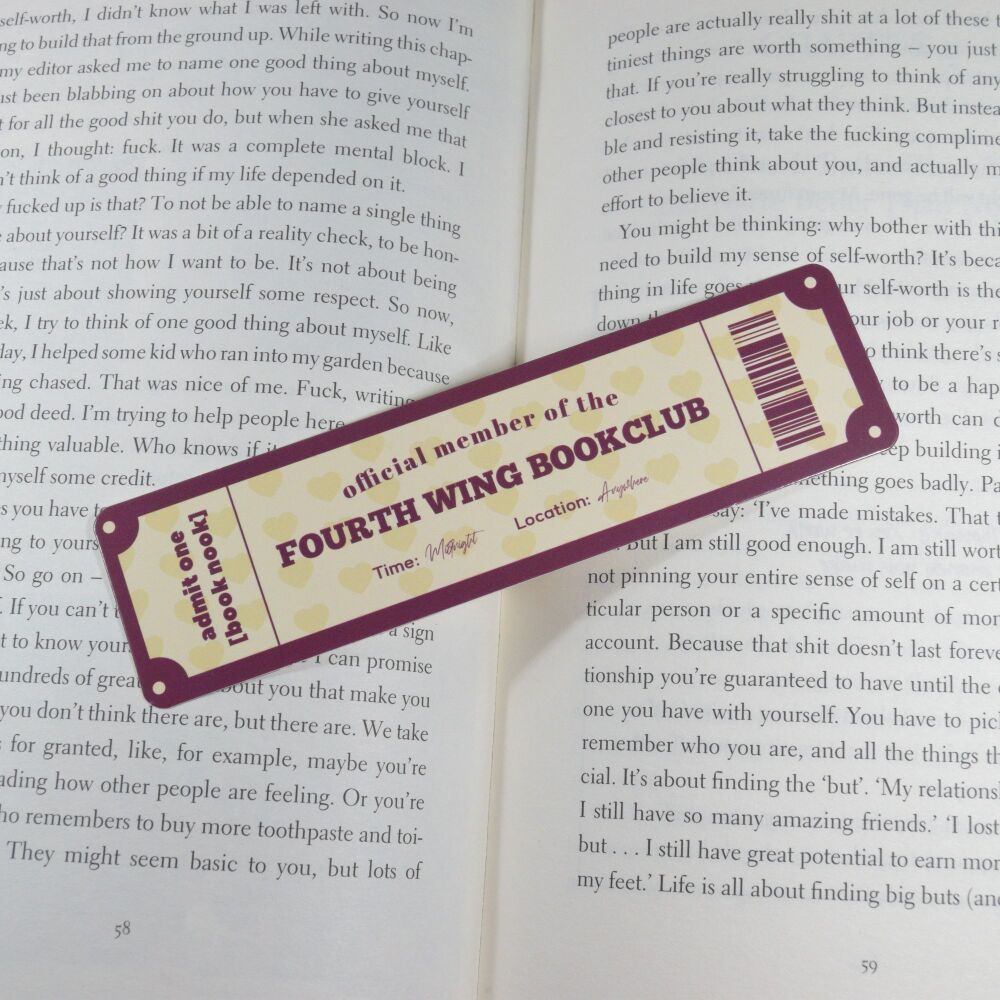 self-worth, I didn't know what I was left with. So now I'm
ng to build that from the ground up. While writing this chap-
my editor asked me to name one good thing about myself.
ust been blabbing on about how you have to give yourself
t for all the good shit you do, but when she asked me that
on, I thought: fuck. It was a complete mental block. I
n't think of a good thing if my life depended on it.
fucked up is that? To not be able to name a single thing
about yourself? It was a bit of a reality check, to be hon-
ause that's not how I want to be. It's not about being
's just about showing yourself some respect. So now,
ek, I try to think of one good thing about myself. Like
day, I helped some kid who ran into my garden because
ing chased. That was nice of me. Fuck, writing
ood deed. I'm trying to help people here
thing valuable. Who knows if it
myself some credit.
s you have to
ng to yours
So go on –
. If you can't
a sign
t to know your
I can promise
undreds of grea
bout you that make you
you don't think there are, but there are. We take
s for granted, like, for example, maybe you're
ading how other people are feeling. Or you're
ho remembers to buy more toothpaste and toi-
They might seem basic to you, but lots of
58
people are actually really shit at a lot of these t
tiniest things are worth something – you just
that. If you're really struggling to think of any
closest to you about what they think. But instea
ble and resisting it, take the fucking complime
other people think about you, and actually m
effort to believe it.
You might be thinking: why bother with thi
need to build my sense of self-worth? It's beca
thing in life goes
ur self-worth is the
down th
our job or your r
o think there's s
to be a hap
worth can c
ep building i
ething goes badly. Pa
say: 'I've made mistakes. That t
. But I am still good enough. I am still wort
not pinning your entire sense of self on a cert
ticular person or a specific amount of mon
account. Because that shit doesn't last foreve
tionship you're guaranteed to have until the
one you have with yourself. You have to pick
remember who you are, and all the things th
cial. It's about finding the 'but'. 'My relations
I still have so many amazing friends.' 'I lost
but . . . I still have great potential to earn mor
my feet.' Life is all about finding big buts (and
59
admit one
[book nook]
official member of the
FOURTH WING BOOKCLUB
Time: Midnight Location: Anywhere